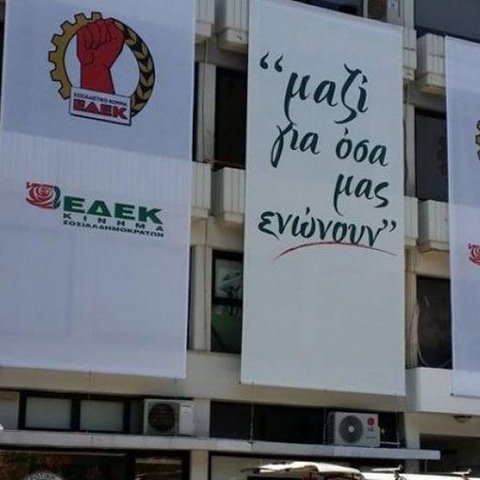 ΣΟΣΙΑΛΙΣΤΙΚΟ ΚΟΜΜΑ
ΕΔΕΚ
ΕΔΕΚ
ΚΙΝΗΜΑ
ΣΟΣΙΑΛΔΗΜΟΚΡΑΤΩΝ
“μαζί
για όσα
μας
ενώνουν”